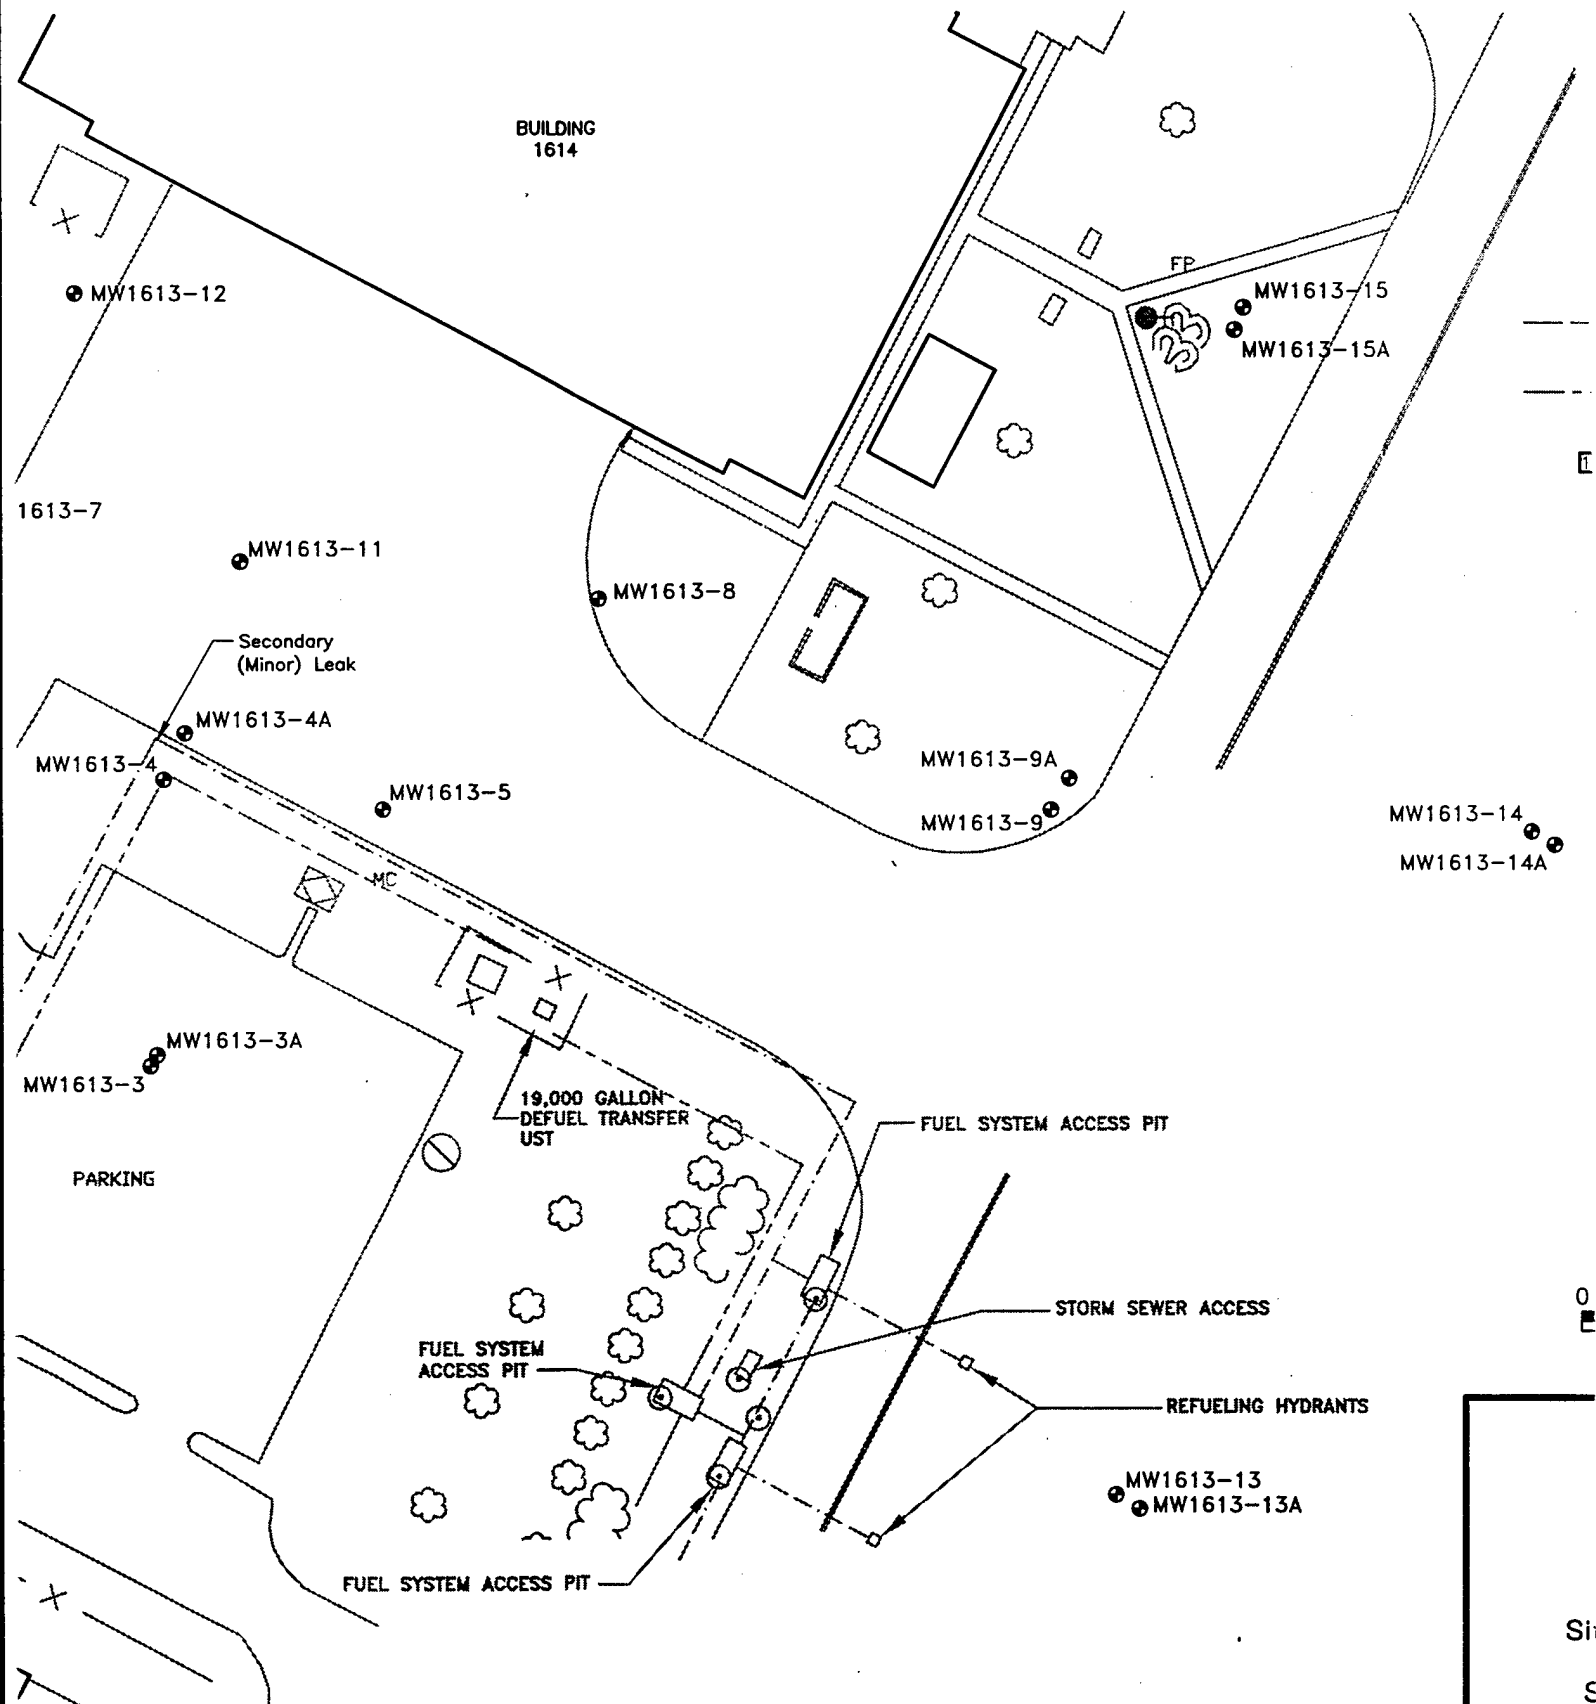 BUILDING
1614
MW1613-12
FP
MW1613-15
MW1613-15A
1613-7
MW1613-11
MW1613-8
Secondary
(Minor) Leak
MW1613-4A
MW1613-4
MW1613-5
MW1613-9A
MW1613-9
MW1613-14
MW1613-14A
MC
MW1613-3A
MW1613-3
19,000 GALLON
DEFUEL TRANSFER
UST
FUEL SYSTEM ACCESS PIT
PARKING
STORM SEWER ACCESS
0
FUEL SYSTEM
ACCESS PIT
REFUELING HYDRANTS
MW1613-13
MW1613-13A
FUEL SYSTEM ACCESS PIT